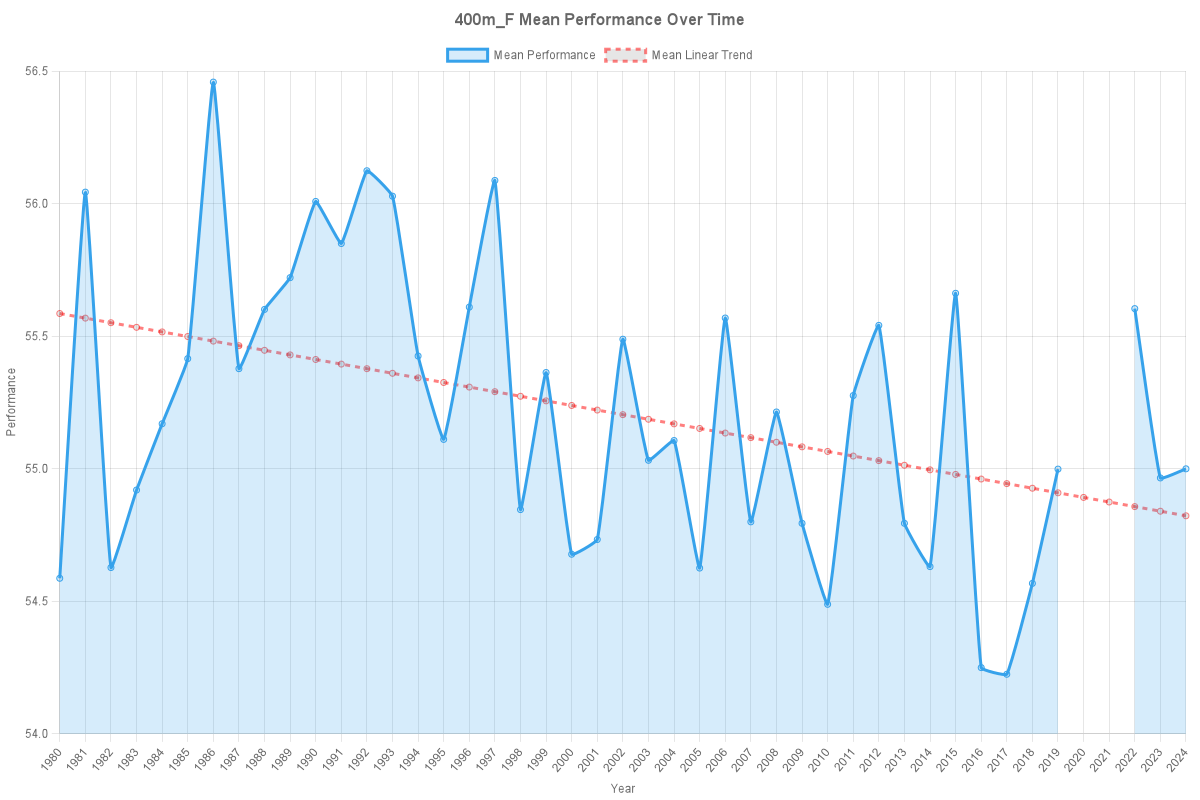 400m_F Mean Performance Over Time
Mean Performance Mean Linear Trend
56.5
56.0
55.5
55.0
54.5
54.0
Performance
1980 1981 1982 1983 1984 1985 1986 1987 1988 1989 1990 1991 1992 1993 1994 1995 1996 1997 1998 1999 2000 2001 2002 2003 2004 2005 2006 2007 2008 2009 2010 2011 2012 2013 2014 2015 2016 2017 2018 2019 2020 2021 2022 2023 2024
Year